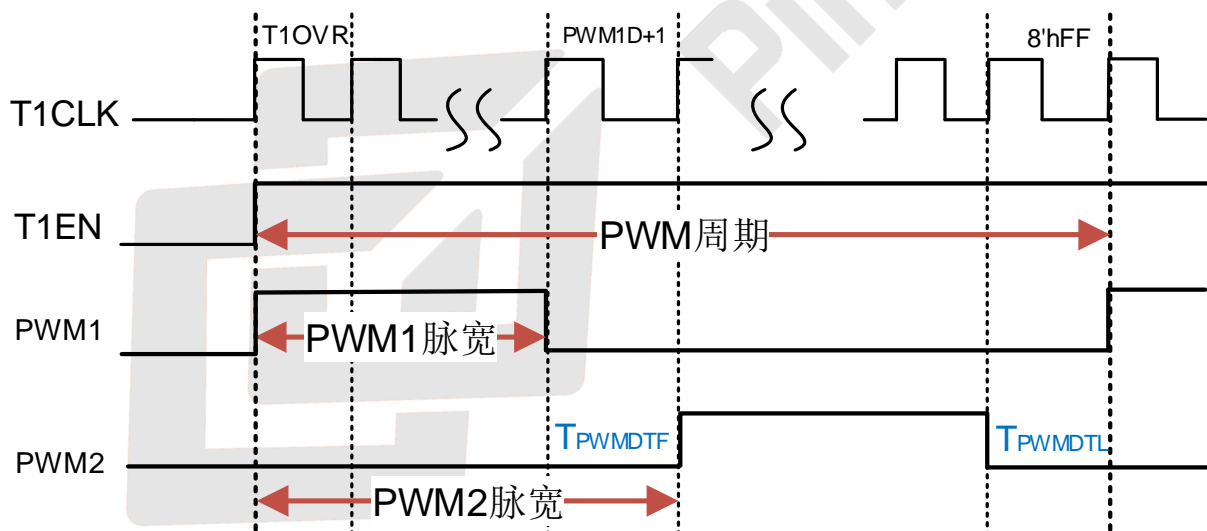 T1OVR PWM1D+1 8'hFF
T1CLK
T1EN
PWM周期
PWM1
PWM1脉宽
TPWMDTF TPWMDTL
PWM2
PWM2脉宽